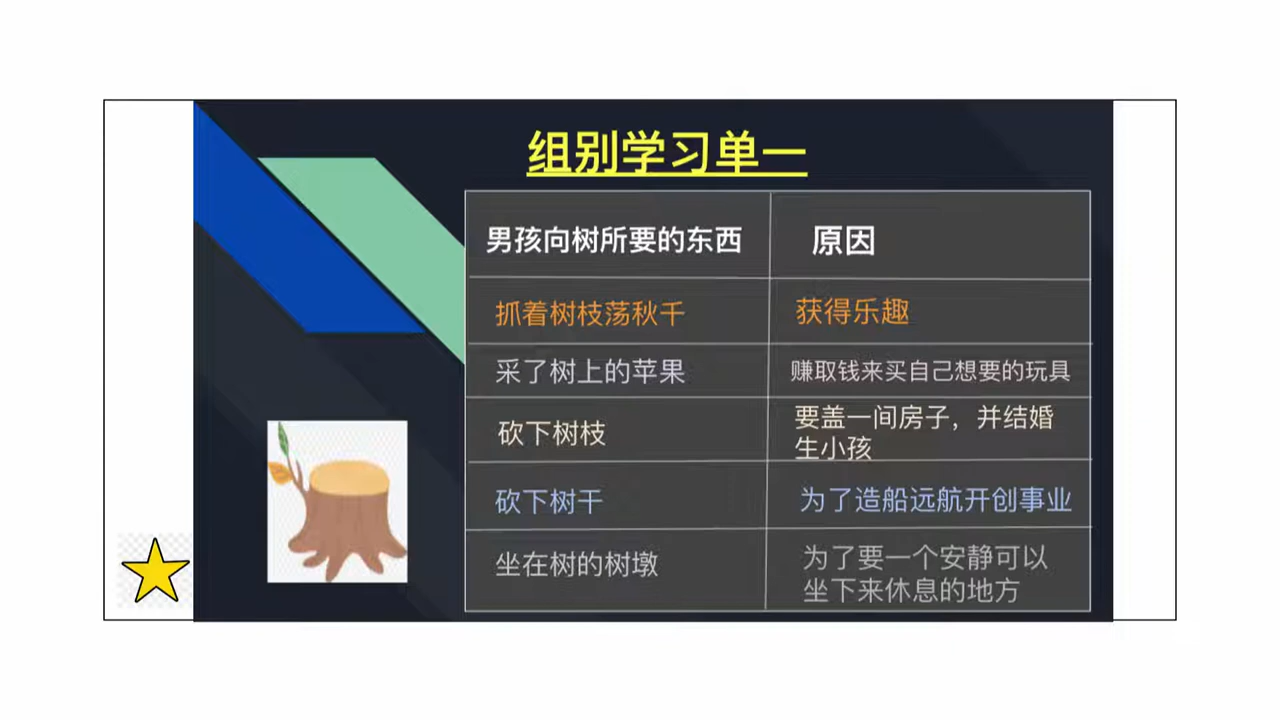 组别学习单一
男孩向树所要的东西
原因
抓着树枝荡秋千
获得乐趣
采了树上的苹果
赚取钱来买自己想要的玩具
砍下树枝
要盖一间房子，并结婚
生小孩
砍下树干
为了造船远航开创事业
坐在树的树墩
为了要一个安静可以
坐下来休息的地方